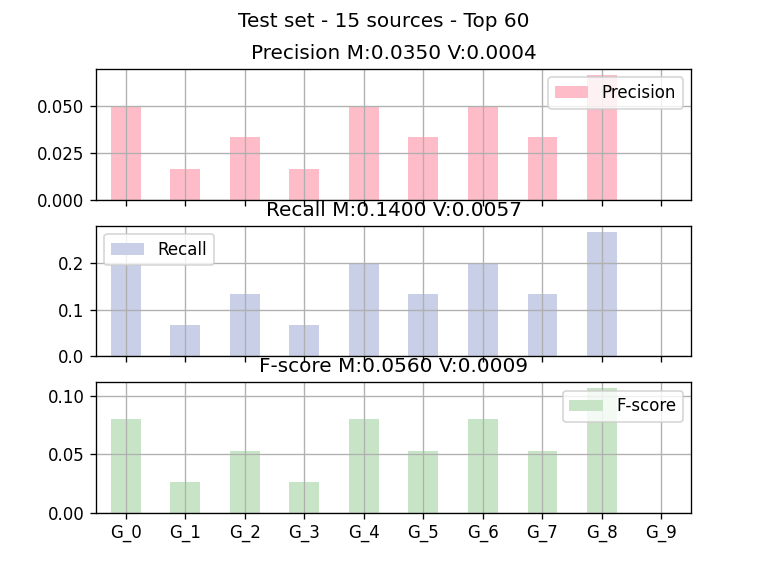 Test set - 15 sources - Top 60
Precision M:0.0350 V:0.0004
0.050
0.025
0.000
Precision
Recall M:0.1400 V:0.0057
0.2
0.1
0.0
Recall
F-score M:0.0560 V:0.0009
0.10
0.05
0.00
F-score
G_0 G_1 G_2 G_3 G_4 G_5 G_6 G_7 G_8 G_9